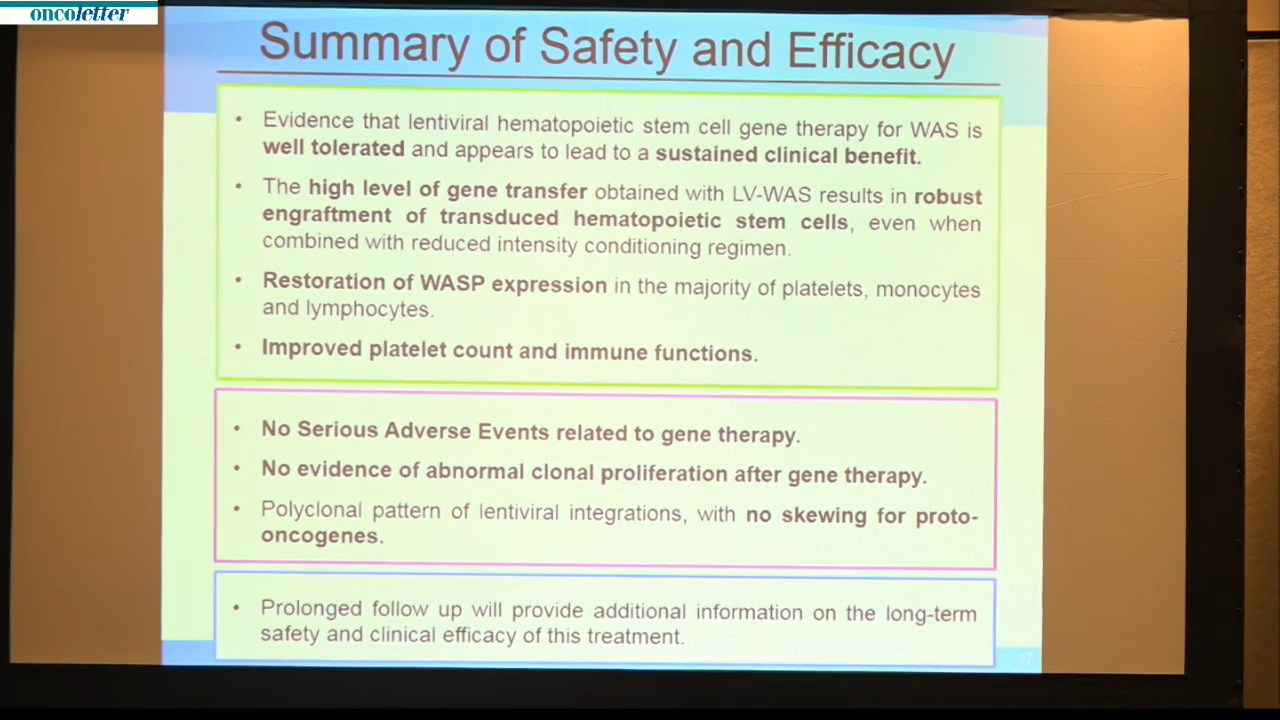 oncoletter
Summary of Safety and Efficacy
• Evidence that lentiviral hematopoietic stem cell gene therapy for WAS is
well tolerated and appears to lead to a sustained clinical benefit.
• The high level of gene transfer obtained with LV-WAS results in robust
engraftment of transduced hematopoietic stem cells, even when
combined with reduced intensity conditioning regimen.
• Restoration of WASP expression in the majority of platelets, monocytes
and lymphocytes.
• Improved platelet count and immune functions.
• No Serious Adverse Events related to gene therapy.
• No evidence of abnormal clonal proliferation after gene therapy.
• Polyclonal pattern of lentiviral integrations, with no skewing for proto-
oncogenes.
• Prolonged follow up will provide additional information on the long-term
safety and clinical efficacy of this treatment.
17